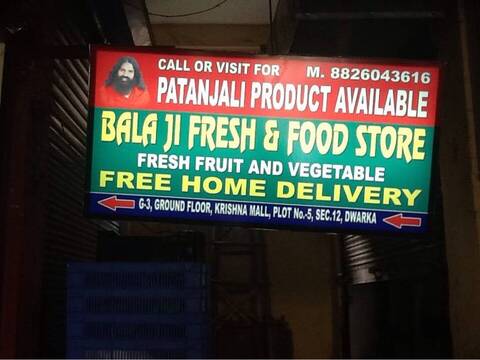 CALL OR VISIT FOR M. 8826043616
PATANJALI PRODUCT AVAILABLE
BALA JI FRESH & FOOD STORE
FRESH FRUIT AND VEGETABLE
FREE HOME DELIVERY
G-3, GROUND FLOOR, KRISHNA MALL, PLOT No.-5, SEC.12, DWARKA